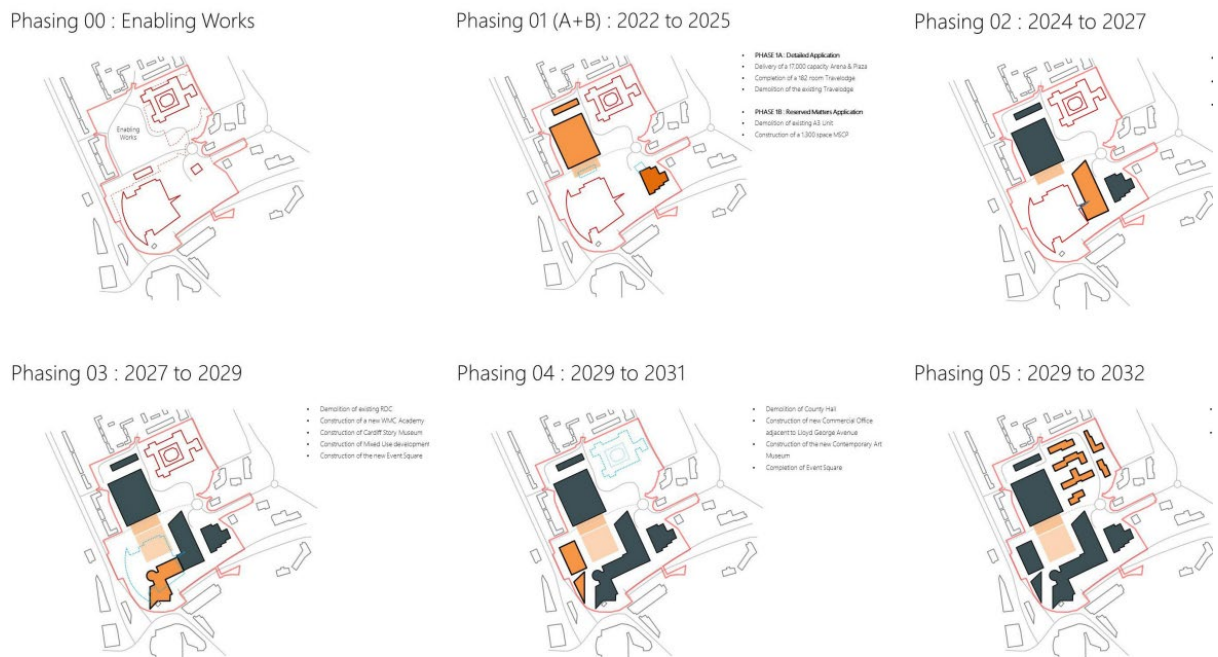 Phasing 00 : Enabling Works
Enabling
Works
Phasing 01 (A+B) : 2022 to 2025
PHASE 1A : Detailed Application
Delivery of a 17,000 capacity Arena & Plaza
Completion of a 182 room Travelodge
Demolition of the existing Travelodge
PHASE 1B : Reserved Matters Application
Demolition of existing A3 Unit
Construction of a 1300 space MSCP
Phasing 02 : 2024 to 2027
Phasing 03 : 2027 to 2029
Demolition of existing RDC
Construction of a new WMC Academy
Construction of Cardiff Story Museum
Construction of Mixed Use development
Construction of the new Event Square
Phasing 04 : 2029 to 2031
Demolition of County Hall
Construction of new Commercial Office
adjacent to Lloyd George Avenue
Construction of the new Contemporary Art
Museum
Completion of Event Square
Phasing 05 : 2029 to 2032